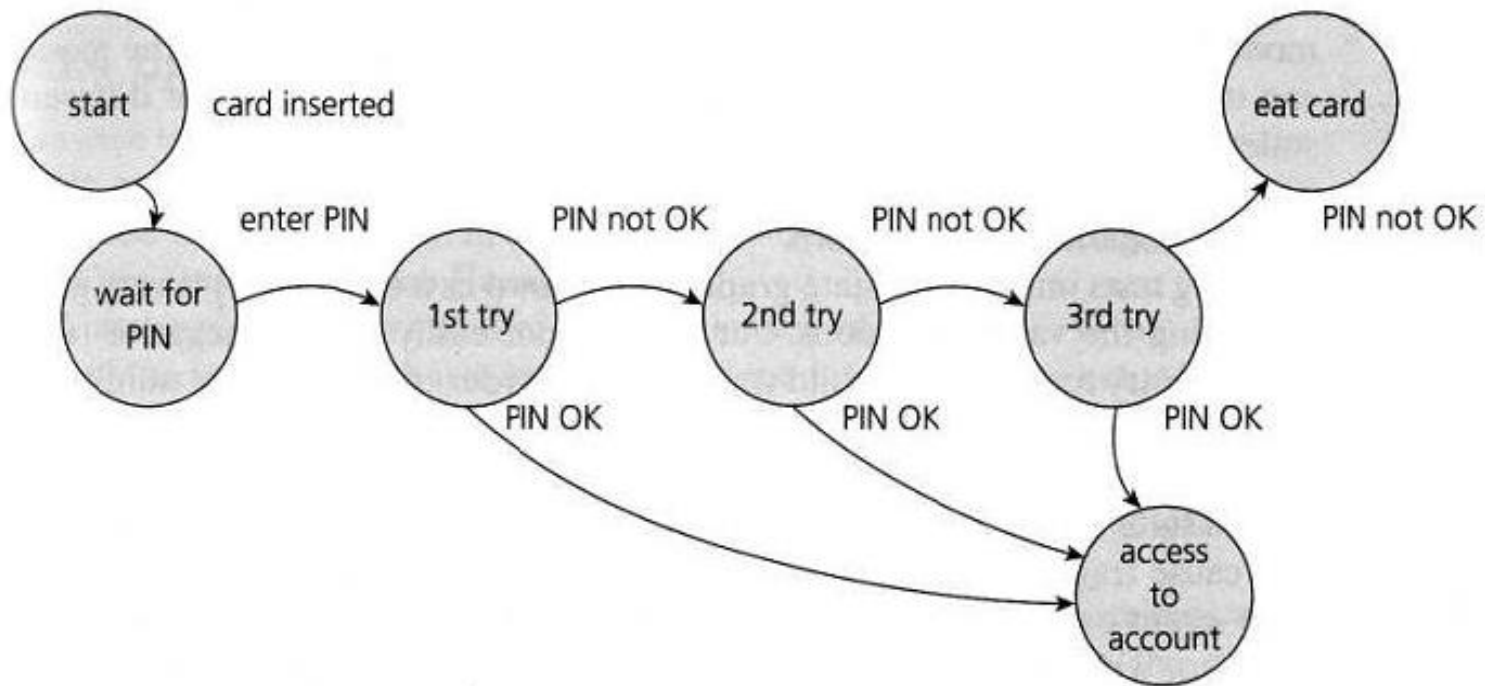 start
card inserted
eat card
enter PIN
PIN not OK
PIN not OK
PIN not OK
wait for
PIN
1st try
2nd try
3rd try
PIN OK
PIN OK
PIN OK
access
to
account